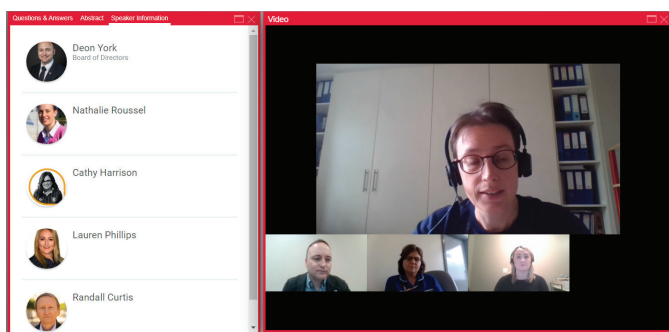 Questions & Answers Abstract Speaker Information
Video
Deon York
Board of Directors
Nathalie Roussel
Cathy Harrison
Lauren Phillips
Randall Curtis